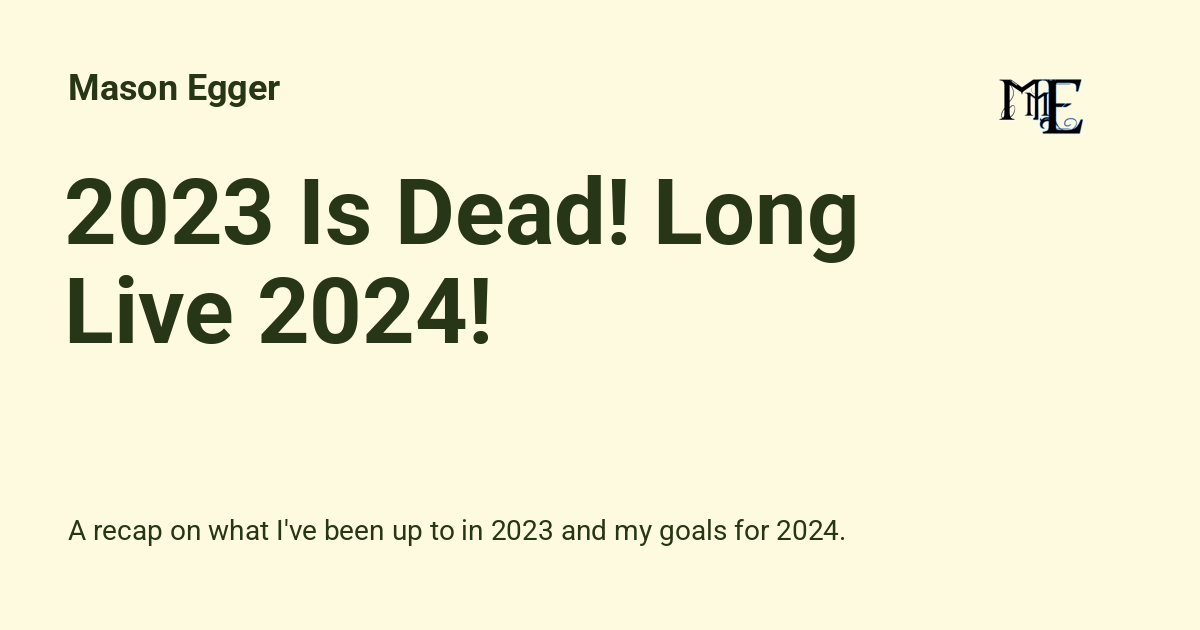 Mason Egger
MmE
2023 Is Dead! Long
Live 2024!
A recap on what I've been up to in 2023 and my goals for 2024.